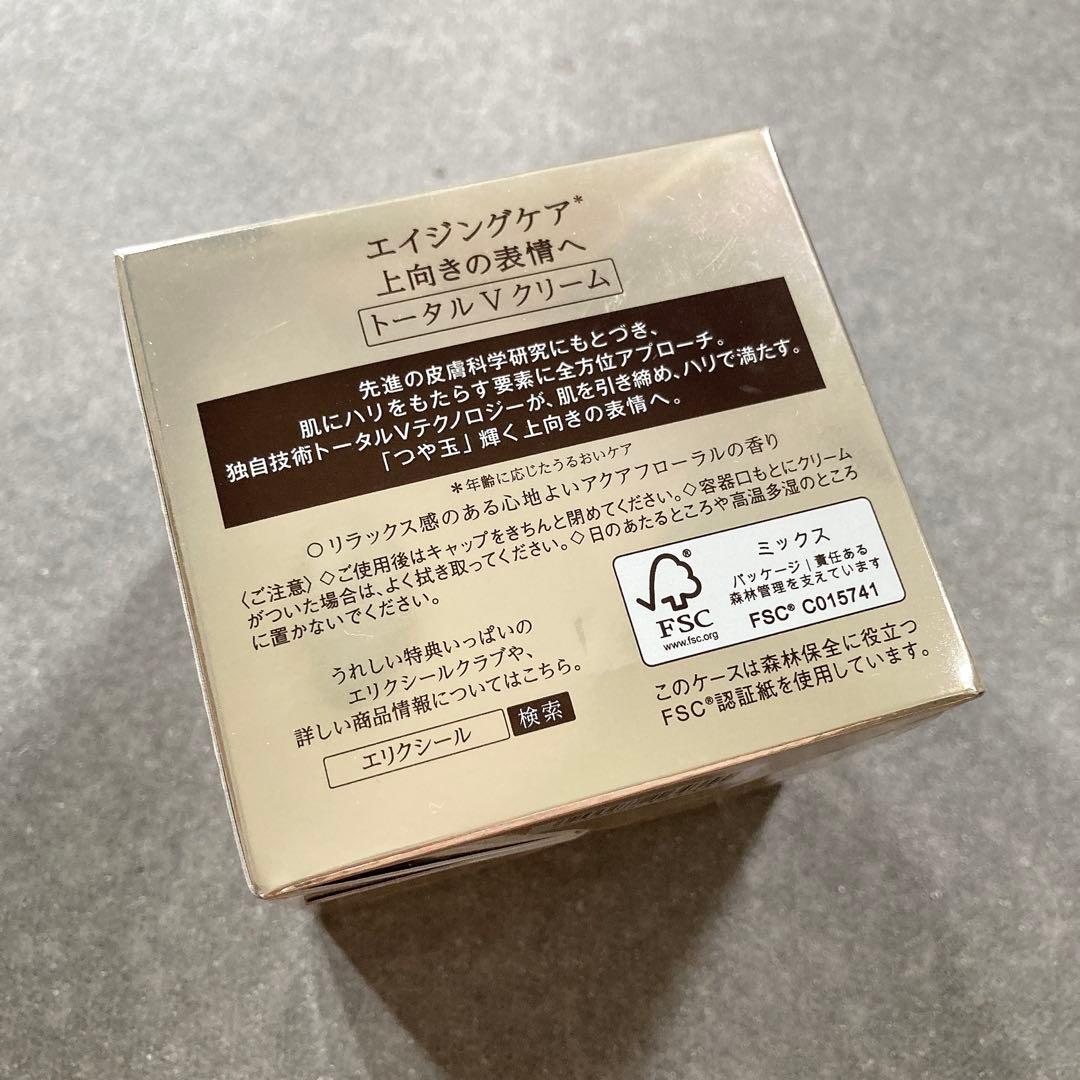 エイジングケア*
上向きの表情へ
トータル V クリーム
先進の皮膚科学研究にもとづき、
肌にハリをもたらす要素に全方位アプローチ。
独自技術トータルVテクノロジーが、肌を引き締め、ハリで満たす。
「つや玉」輝く上向きの表情へ。
*年齢に応じたうるおいケア
○リラックス感のある心地よいアクアフローラルの香り
〈ご注意〉◇ご使用後はキャップをきちんと閉めてください。◇容器口もとにクリーム
がついた場合は、よく拭き取ってください。◇日のあたるところや高温多湿のところ
に置かないでください。
うれしい特典いっぱいの
エリクシールクラブや、
詳しい商品情報についてはこちら。
エリクシール 検索
FSC®
www.fsc.org
ミックス
パッケージ|責任ある
森林管理を支えています
FSC® C015741
このケースは森林保全に役立つ
FSC®認証紙を使用しています。